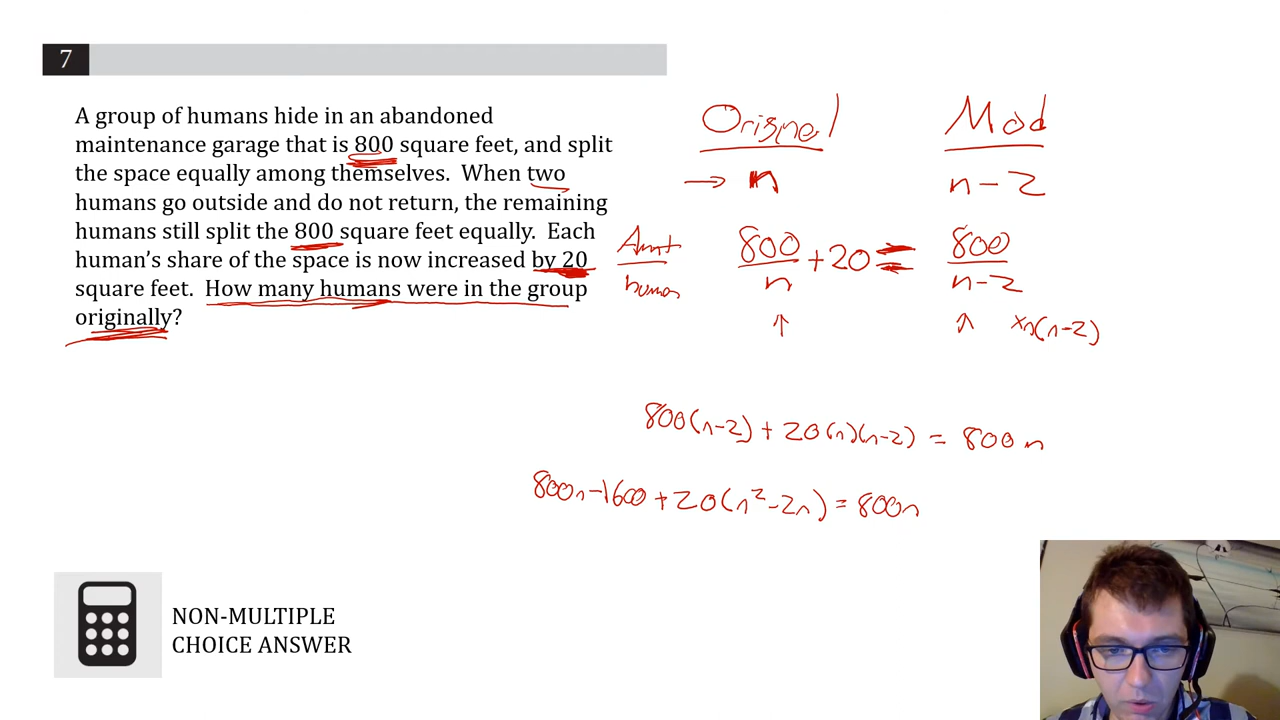 7
A group of humans hide in an abandoned
maintenance garage that is 800 square feet, and split
the space equally among themselves. When two
humans go outside and do not return, the remaining
humans still split the 800 square feet equally. Each
human's share of the space is now increased by 20
square feet. How many humans were in the group
originally?
Original Mod
→ n n - 2
Amt/human 800/n + 20 = 800/(n-2)
↑ ↑ xn(n-2)
800(n-2) + 20(n)(n-2) = 800n
800n-1600 + 20(n²-2n) = 800n
NON-MULTIPLE
CHOICE ANSWER